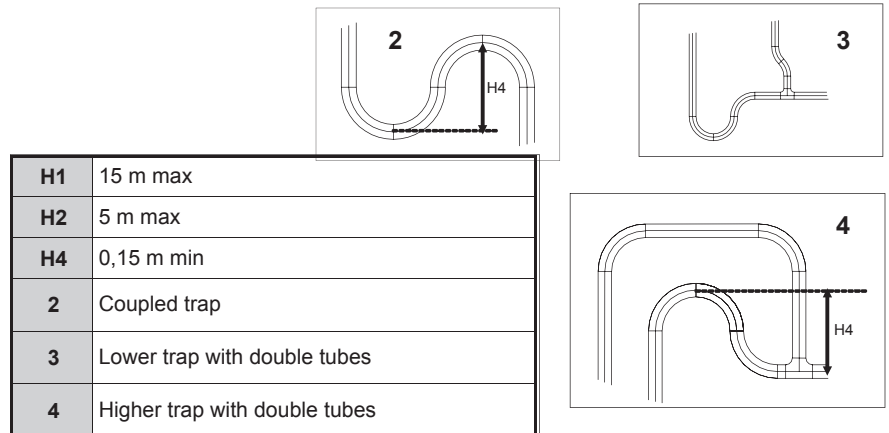 2
H4
3
H1 15 m max
H2 5 m max
H4 0,15 m min
2 Coupled trap
3 Lower trap with double tubes
4 Higher trap with double tubes
4
H4